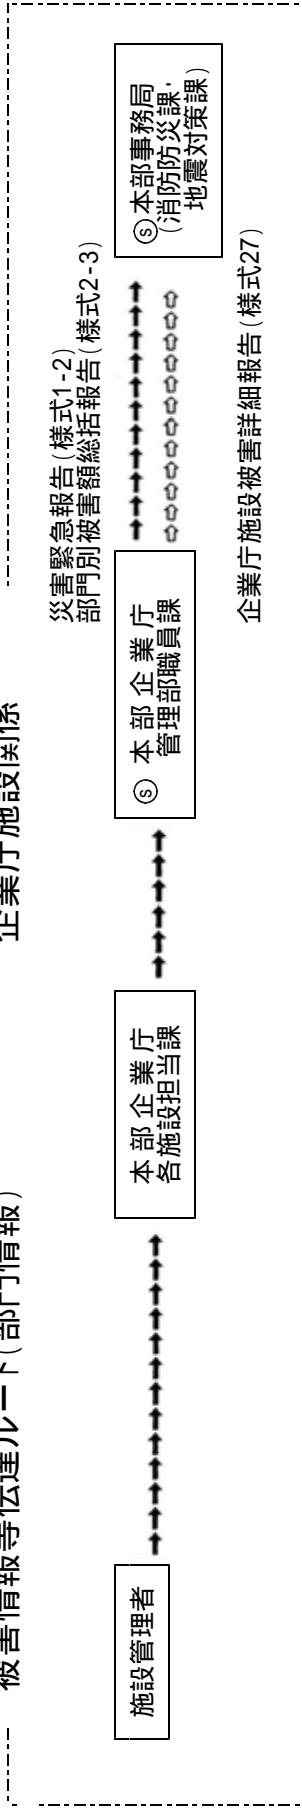 被害情報等伝達ルート(部門情報)
企業庁施設関係
施設管理者
本部企業庁
各施設担当課
Ⓢ 本部企業庁
管理部職員課
災害緊急報告(様式1-2)
部門別被害額総括報告(様式2-3)
企業庁施設被害詳細報告(様式27)
Ⓢ本部事務局
(消防防災課・
地震対策課)